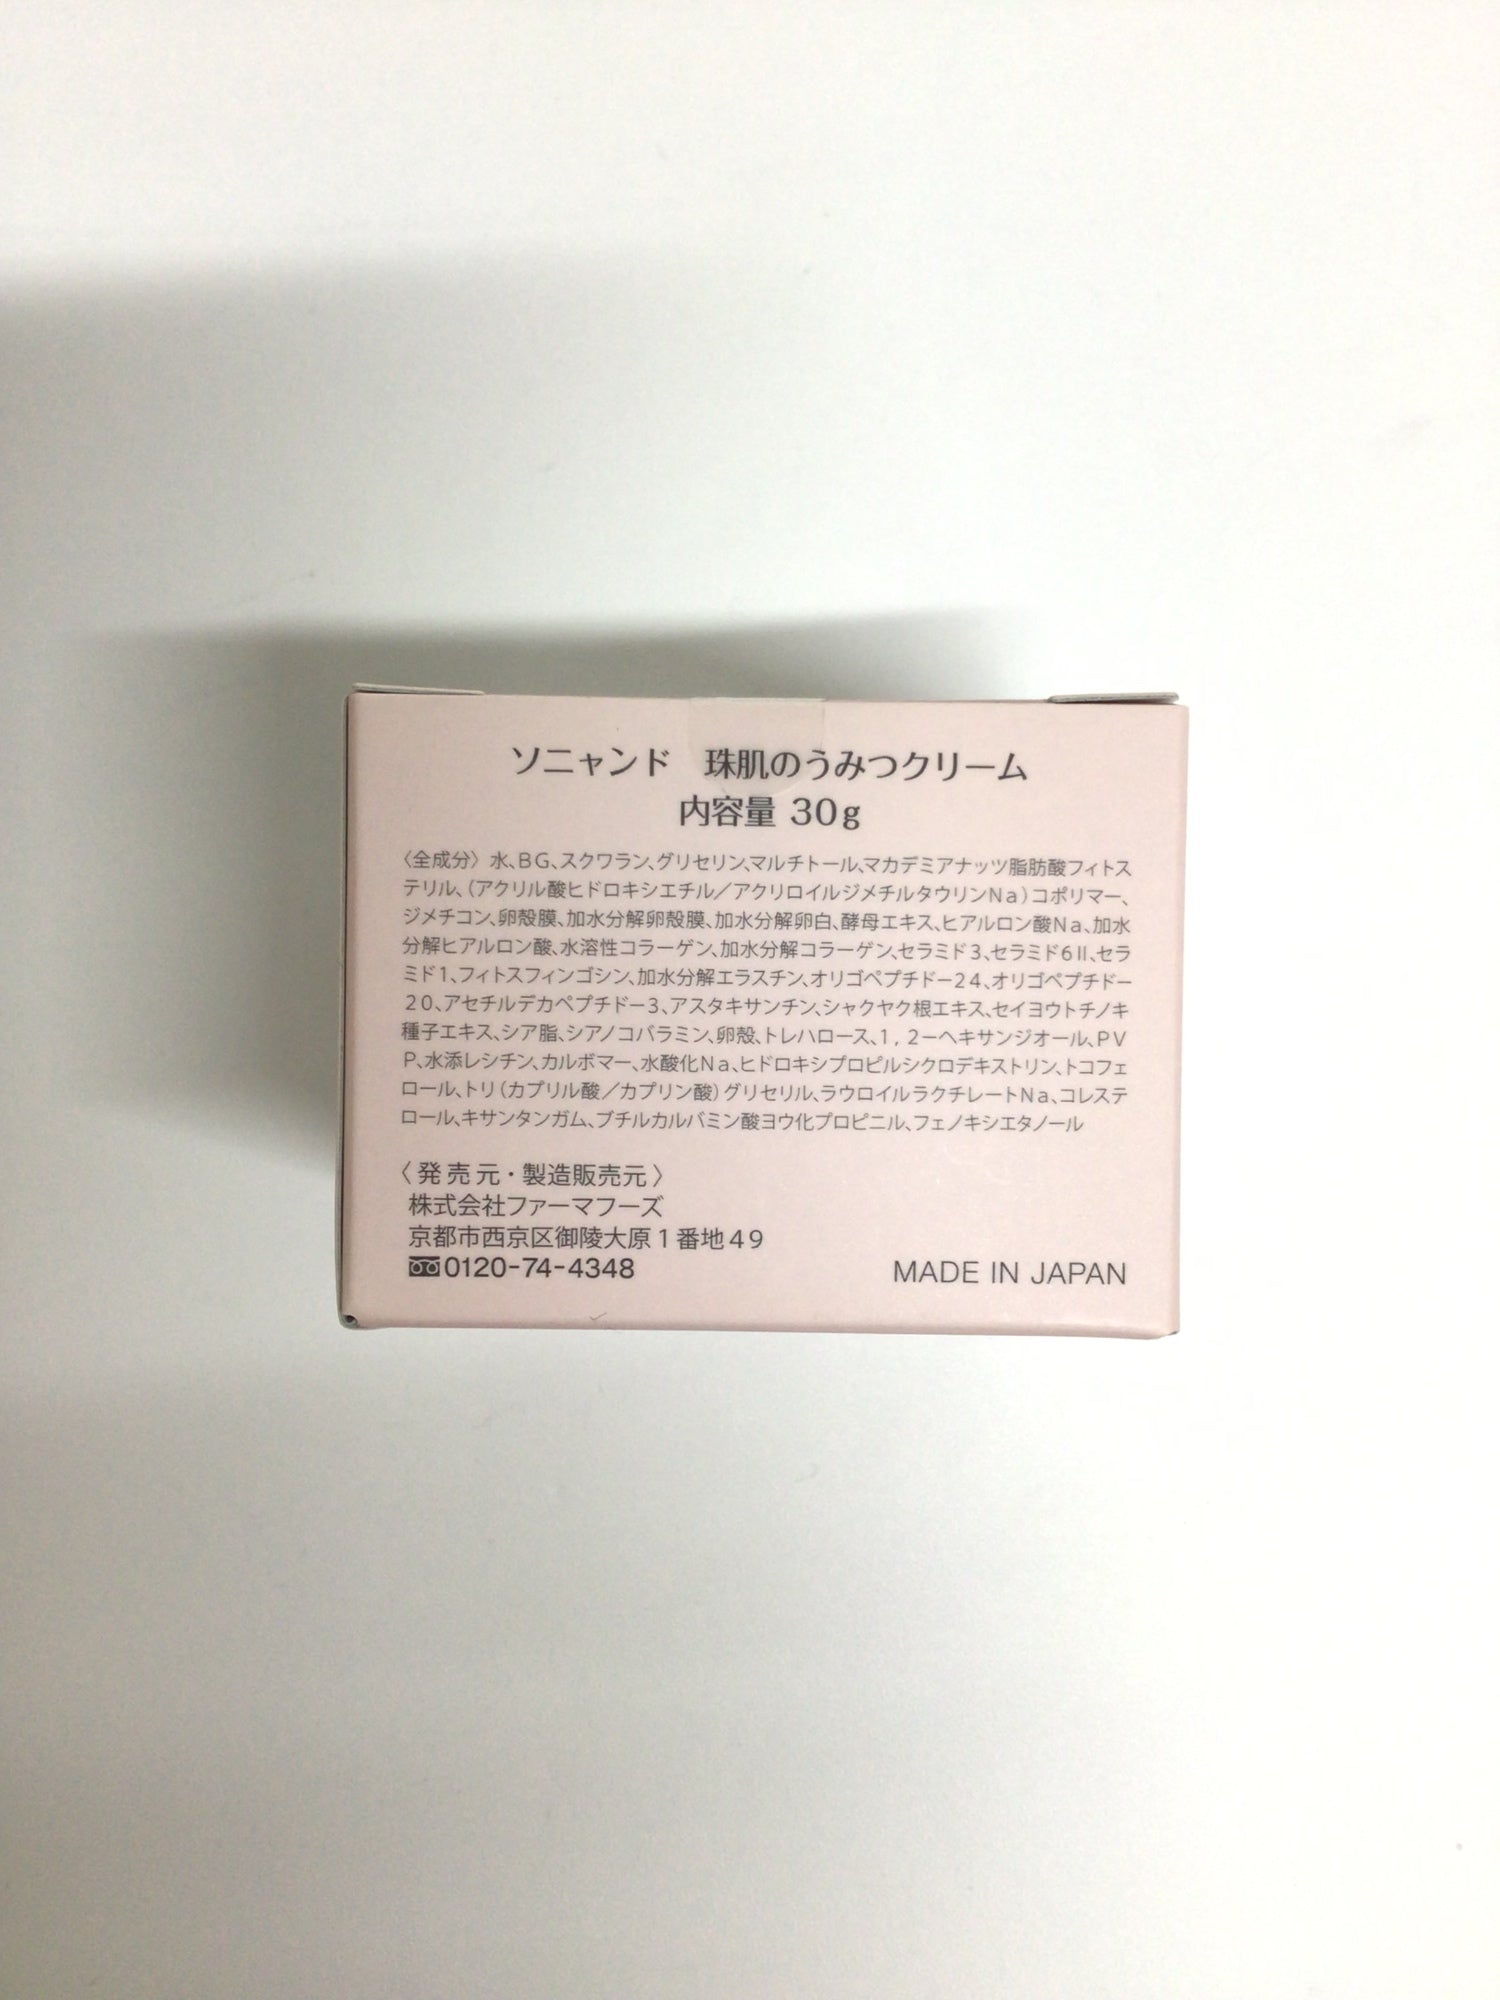 ソニャンド　珠肌のうみつクリーム
内容量 30g
〈全成分〉水、BG、スクワラン、グリセリン、マルチトール、マカデミアナッツ脂肪酸フィトス
テリル、(アクリル酸ヒドロキシエチル／アクリロイルジメチルタウリンNa)コポリマー、
ジメチコン、卵殻膜、加水分解卵殻膜、加水分解卵白、酵母エキス、ヒアルロン酸Na、加水
分解ヒアルロン酸、水溶性コラーゲン、加水分解コラーゲン、セラミド3、セラミド6II、セラ
ミド1、フィトスフィンゴシン、加水分解エラスチン、オリゴペプチドー24、オリゴペプチドー
20、アセチルデカペプチドー3、アスタキサンチン、シャクヤク根エキス、セイヨウトチノキ
種子エキス、シア脂、シアノコバラミン、卵殻、トレハロース、1, 2ーヘキサンジオール、PV
P、水添レシチン、カルボマー、水酸化Na、ヒドロキシプロピルシクロデキストリン、トコフェ
ロール、トリ(カプリル酸／カプリン酸)グリセリル、ラウロイルラクチレートNa、コレステ
ロール、キサンタンガム、ブチルカルバミン酸ヨウ化プロピニル、フェノキシエタノール
〈発売元・製造販売元〉
株式会社ファーマフーズ
京都市西京区御陵大原1番地49
0120-74-4348
MADE IN JAPAN